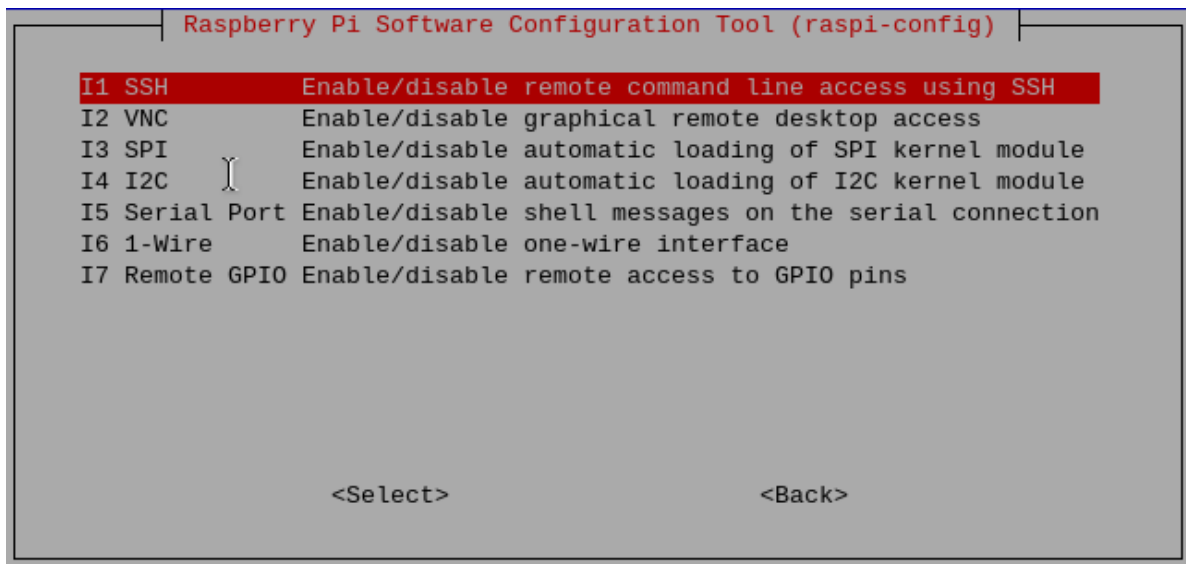 Raspberry Pi Software Configuration Tool (raspi-config)
I1 SSH Enable/disable remote command line access using SSH
I2 VNC Enable/disable graphical remote desktop access
I3 SPI Enable/disable automatic loading of SPI kernel module
I4 I2C Enable/disable automatic loading of I2C kernel module
I5 Serial Port Enable/disable shell messages on the serial connection
I6 1-Wire Enable/disable one-wire interface
I7 Remote GPIO Enable/disable remote access to GPIO pins
<Select> <Back>